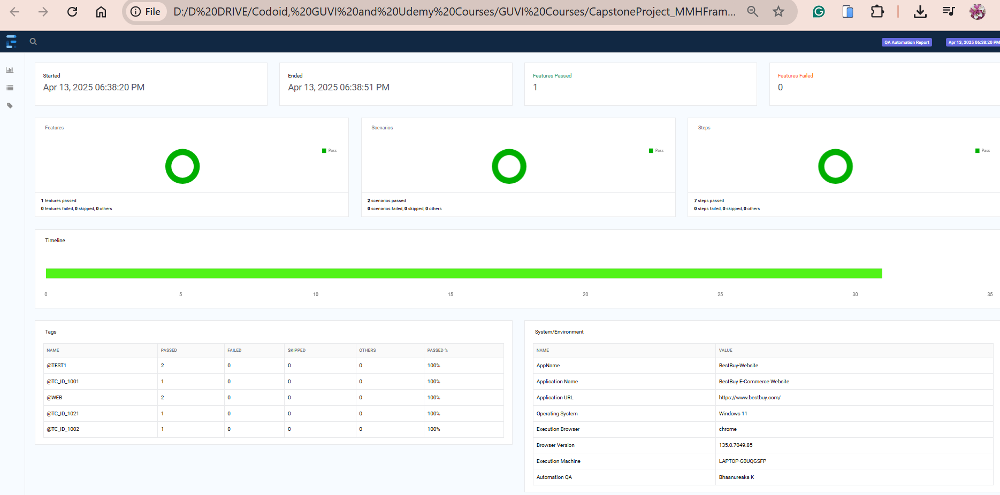 File
D:/D%20DRIVE/Codoid,%20GUVI%20and%20Udemy%20Courses/GUVI%20Courses/CapstoneProject_MMHFram...
QA Automation Report
Apr 13, 2025 06:38:20 PM
Started
Apr 13, 2025 06:38:20 PM
Ended
Apr 13, 2025 06:38:51 PM
Features Passed
1
Features Failed
0
Features
Pass
1 features passed
0 features failed, 0 skipped, 0 others
Scenarios
Pass
2 scenarios passed
0 scenarios failed, 0 skipped, 0 others
Steps
Pass
7 steps passed
0 steps failed, 0 skipped, 0 others
Timeline
0 5 10 15 20 25 30 35
Tags
NAME PASSED FAILED SKIPPED OTHERS PASSED %
@TEST1 2 0 0 0 100%
@TC_ID_1001 1 0 0 0 100%
@WEB 2 0 0 0 100%
@TC_ID_1021 1 0 0 0 100%
@TC_ID_1002 1 0 0 0 100%
System/Environment
NAME VALUE
AppName BestBuy-Website
Application Name BestBuy E-Commerce Website
Application URL https://www.bestbuy.com/
Operating System Windows 11
Execution Browser chrome
Browser Version 135.0.7049.85
Execution Machine LAPTOP-G0UQGSFP
Automation QA Bhaanureaka K